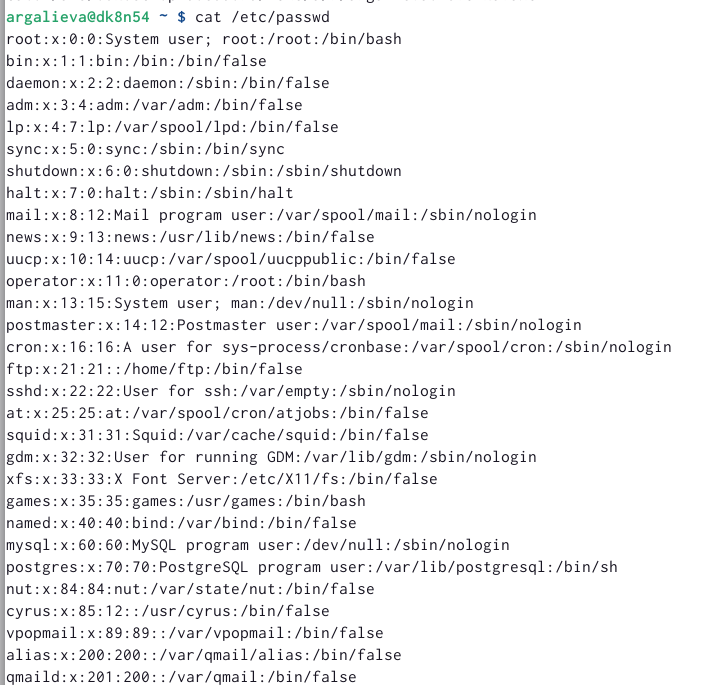 argalieva@dk8n54 ~ $ cat /etc/passwd
root:x:0:0:System user; root:/root:/bin/bash
bin:x:1:1:bin:/bin:/bin/false
daemon:x:2:2:daemon:/sbin:/bin/false
adm:x:3:4:adm:/var/adm:/bin/false
lp:x:4:7:lp:/var/spool/lpd:/bin/false
sync:x:5:0:sync:/sbin:/bin/sync
shutdown:x:6:0:shutdown:/sbin:/sbin/shutdown
halt:x:7:0:halt:/sbin:/sbin/halt
mail:x:8:12:Mail program user:/var/spool/mail:/sbin/nologin
news:x:9:13:news:/usr/lib/news:/bin/false
uucp:x:10:14:uucp:/var/spool/uucppublic:/bin/false
operator:x:11:0:operator:/root:/bin/bash
man:x:13:15:System user; man:/dev/null:/sbin/nologin
postmaster:x:14:12:Postmaster user:/var/spool/mail:/sbin/nologin
cron:x:16:16:A user for sys-process/cronbase:/var/spool/cron:/sbin/nologin
ftp:x:21:21::/home/ftp:/bin/false
sshd:x:22:22:User for ssh:/var/empty:/sbin/nologin
at:x:25:25:at:/var/spool/cron/atjobs:/bin/false
squid:x:31:31:Squid:/var/cache/squid:/bin/false
gdm:x:32:32:User for running GDM:/var/lib/gdm:/sbin/nologin
xfs:x:33:33:X Font Server:/etc/X11/fs:/bin/false
games:x:35:35:games:/usr/games:/bin/bash
named:x:40:40:bind:/var/bind:/bin/false
mysql:x:60:60:MySQL program user:/dev/null:/sbin/nologin
postgres:x:70:70:PostgreSQL program user:/var/lib/postgresql:/bin/sh
nut:x:84:84:nut:/var/state/nut:/bin/false
cyrus:x:85:12::/usr/cyrus:/bin/false
vpopmail:x:89:89::/var/vpopmail:/bin/false
alias:x:200:200::/var/qmail/alias:/bin/false
qmaild:x:201:200::/var/qmail:/bin/false